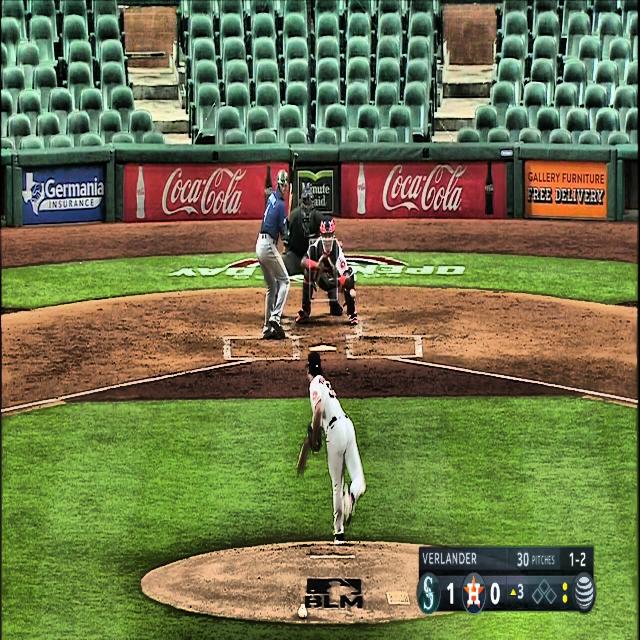 Germania
INSURANCE
Coca-Cola
Minute
Maid
Coca-Cola
GALLERY FURNITURE
FREE DELIVERY
OPENING DAY
BLM
VERLANDER 30 PITCHES 1-2
S 1 H 0 ▲3